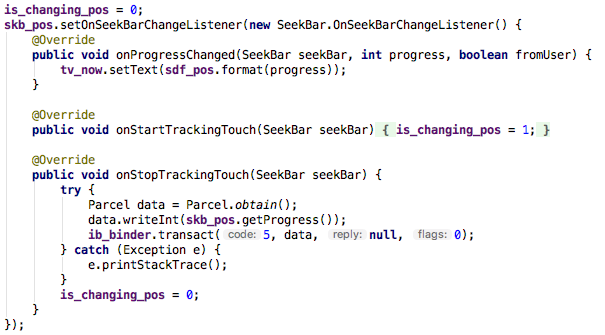 is_changing_pos = 0;
skb_pos.setOnSeekBarChangeListener(new SeekBar.OnSeekBarChangeListener() {
    @Override
    public void onProgressChanged(SeekBar seekBar, int progress, boolean fromUser) {
        tv_now.setText(sdf_pos.format(progress));
    }

    @Override
    public void onStartTrackingTouch(SeekBar seekBar) { is_changing_pos = 1; }

    @Override
    public void onStopTrackingTouch(SeekBar seekBar) {
        try {
            Parcel data = Parcel.obtain();
            data.writeInt(skb_pos.getProgress());
            ib_binder.transact( code: 5, data, reply: null, flags: 0);
        } catch (Exception e) {
            e.printStackTrace();
        }
        is_changing_pos = 0;
    }
});